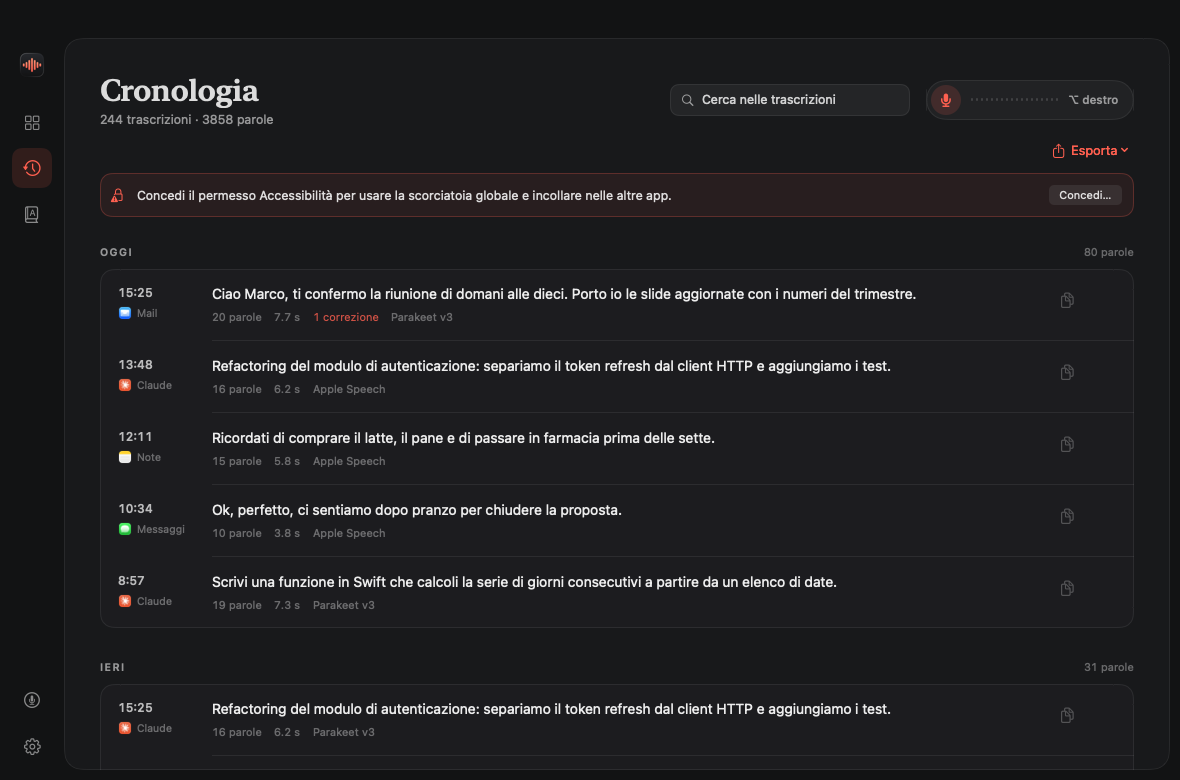 Cronologia
244 trascrizioni · 3858 parole
Cerca nelle trascrizioni
⌥ destro
Esporta
Concedi il permesso Accessibilità per usare la scorciatoia globale e incollare nelle altre app.
Concedi...
OGGI
80 parole
15:25
Mail
Ciao Marco, ti confermo la riunione di domani alle dieci. Porto io le slide aggiornate con i numeri del trimestre.
20 parole 7.7 s 1 correzione Parakeet v3
13:48
Claude
Refactoring del modulo di autenticazione: separiamo il token refresh dal client HTTP e aggiungiamo i test.
16 parole 6.2 s Apple Speech
12:11
Note
Ricordati di comprare il latte, il pane e di passare in farmacia prima delle sette.
15 parole 5.8 s Apple Speech
10:34
Messaggi
Ok, perfetto, ci sentiamo dopo pranzo per chiudere la proposta.
10 parole 3.8 s Apple Speech
8:57
Claude
Scrivi una funzione in Swift che calcoli la serie di giorni consecutivi a partire da un elenco di date.
19 parole 7.3 s Parakeet v3
IERI
31 parole
15:25
Claude
Refactoring del modulo di autenticazione: separiamo il token refresh dal client HTTP e aggiungiamo i test.
16 parole 6.2 s Parakeet v3